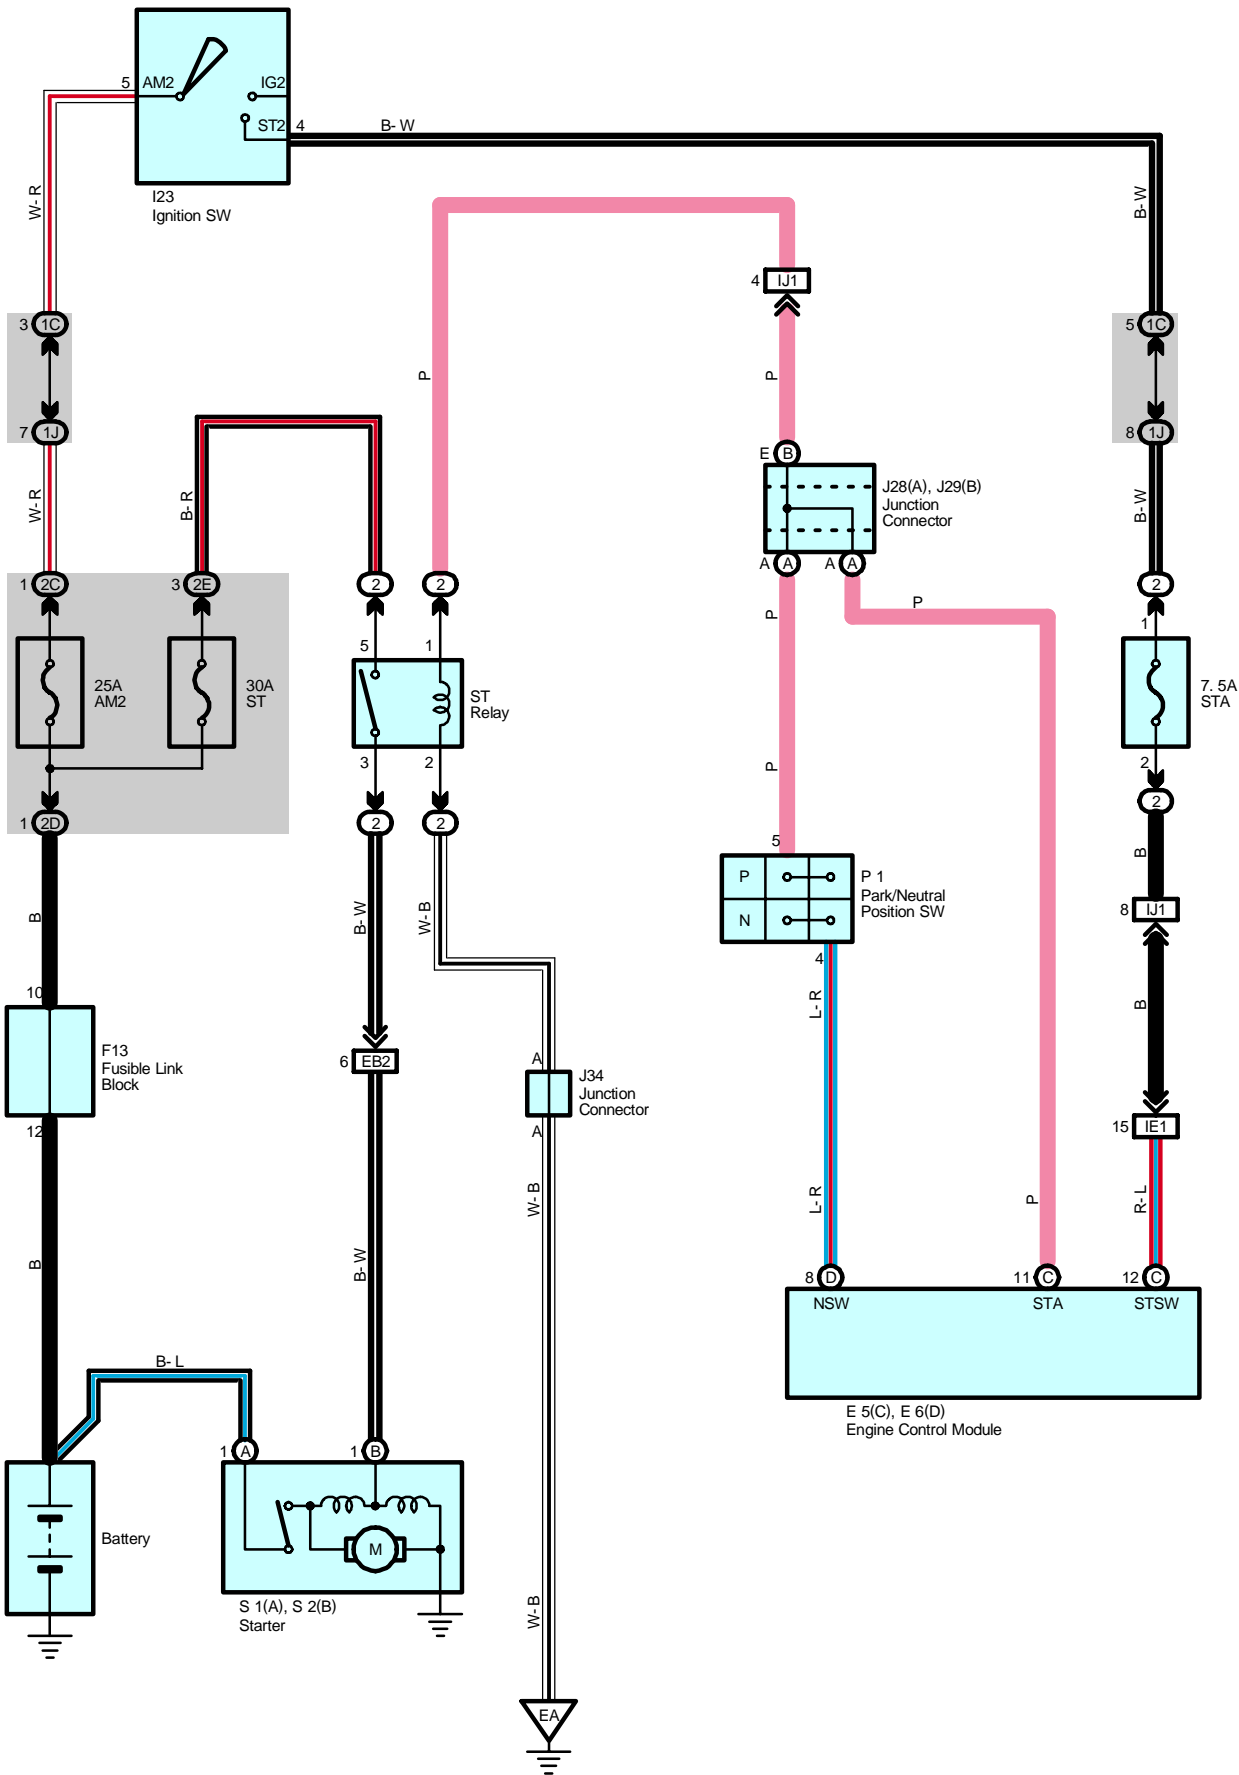 5
AM2
IG2
ST2
4
B- W
I23
Ignition SW
W- R
B- W
4
IJ1
3
1C
5
1C
P
P
7
1J
8
1J
E
B
J28(A), J29(B)
Junction
Connector
W- R
B- R
B- W
A
A
A
A
1
2C
3
2E
2
2
2
P
P
1
5
1
25A
AM2
30A
ST
ST
Relay
7. 5A
STA
3
2
P
2
2
1
2D
2
2
5
P
N
P 1
Park/Neutral
Position SW
B
B
B- W
W- B
8
IJ1
4
10
L- R
B
F13
Fusible Link
Block
6
EB2
A
J34
Junction
Connector
12
A
15
IE1
W- B
L- R
P
R- L
B
B- W
8
D
11
C
12
C
NSW
STA
STSW
B- L
E 5(C), E 6(D)
Engine Control Module
1
A
1
B
Battery
M
S 1(A), S 2(B)
Starter
W- B
EA